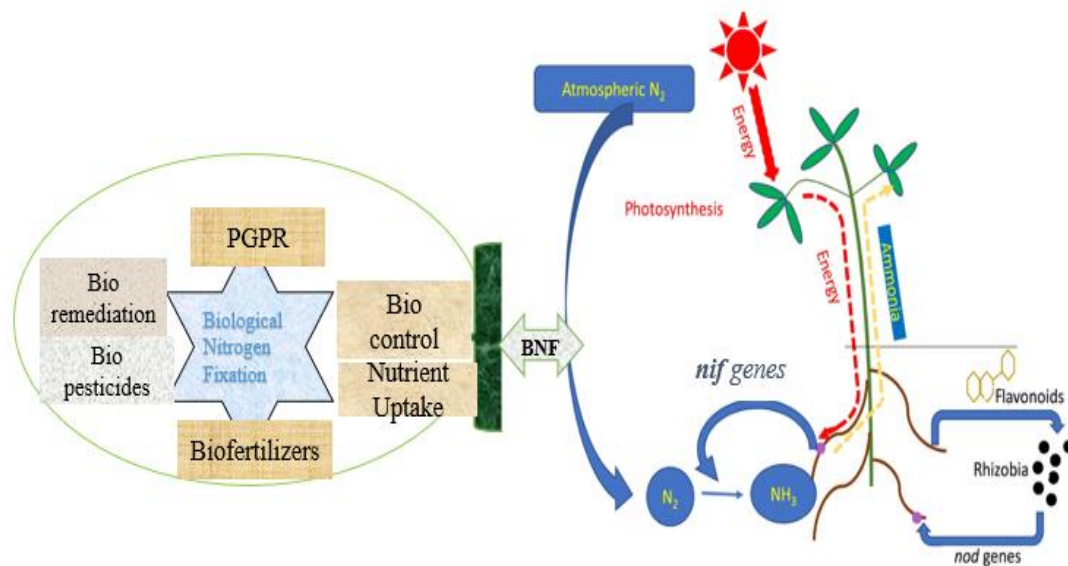 PGPR
Bio
remediation
Bio
pesticides
Biological
Nitrogen
Fixation
Bio
control
Nutrient
Uptake
Biofertilizers
BNF
Atmospheric N₂
Energy
Photosynthesis
Energy
Ammonia
nif genes
N₂
NH₃
Flavonoids
Rhizobia
nod genes